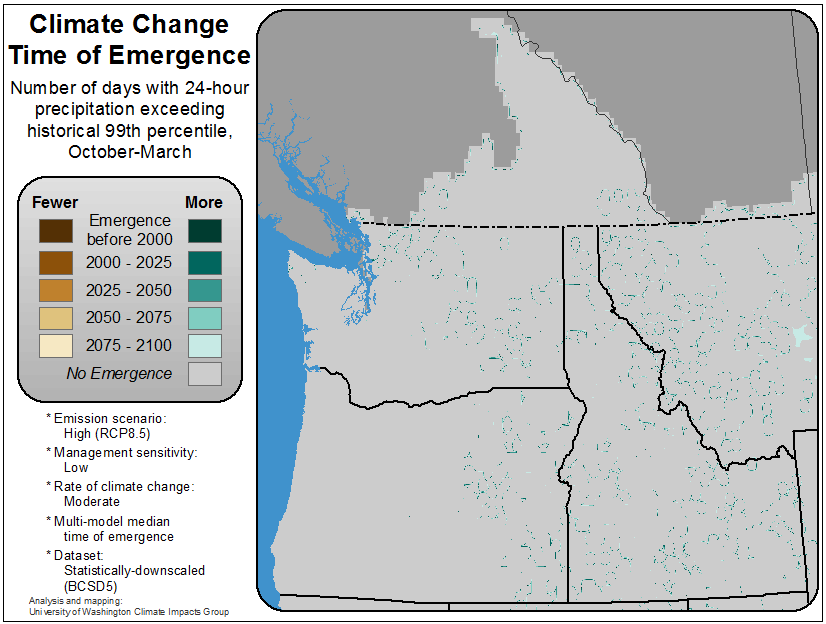 Climate Change
Time of Emergence
Number of days with 24-hour
precipitation exceeding
historical 99th percentile,
October-March
Fewer
More
Emergence
before 2000
2000 - 2025
2025 - 2050
2050 - 2075
2075 - 2100
No Emergence
* Emission scenario:
High (RCP8.5)
* Management sensitivity:
Low
* Rate of climate change:
Moderate
* Multi-model median
time of emergence
* Dataset:
Statistically-downscaled
(BCSD5)
Analysis and mapping:
University of Washington Climate Impacts Group